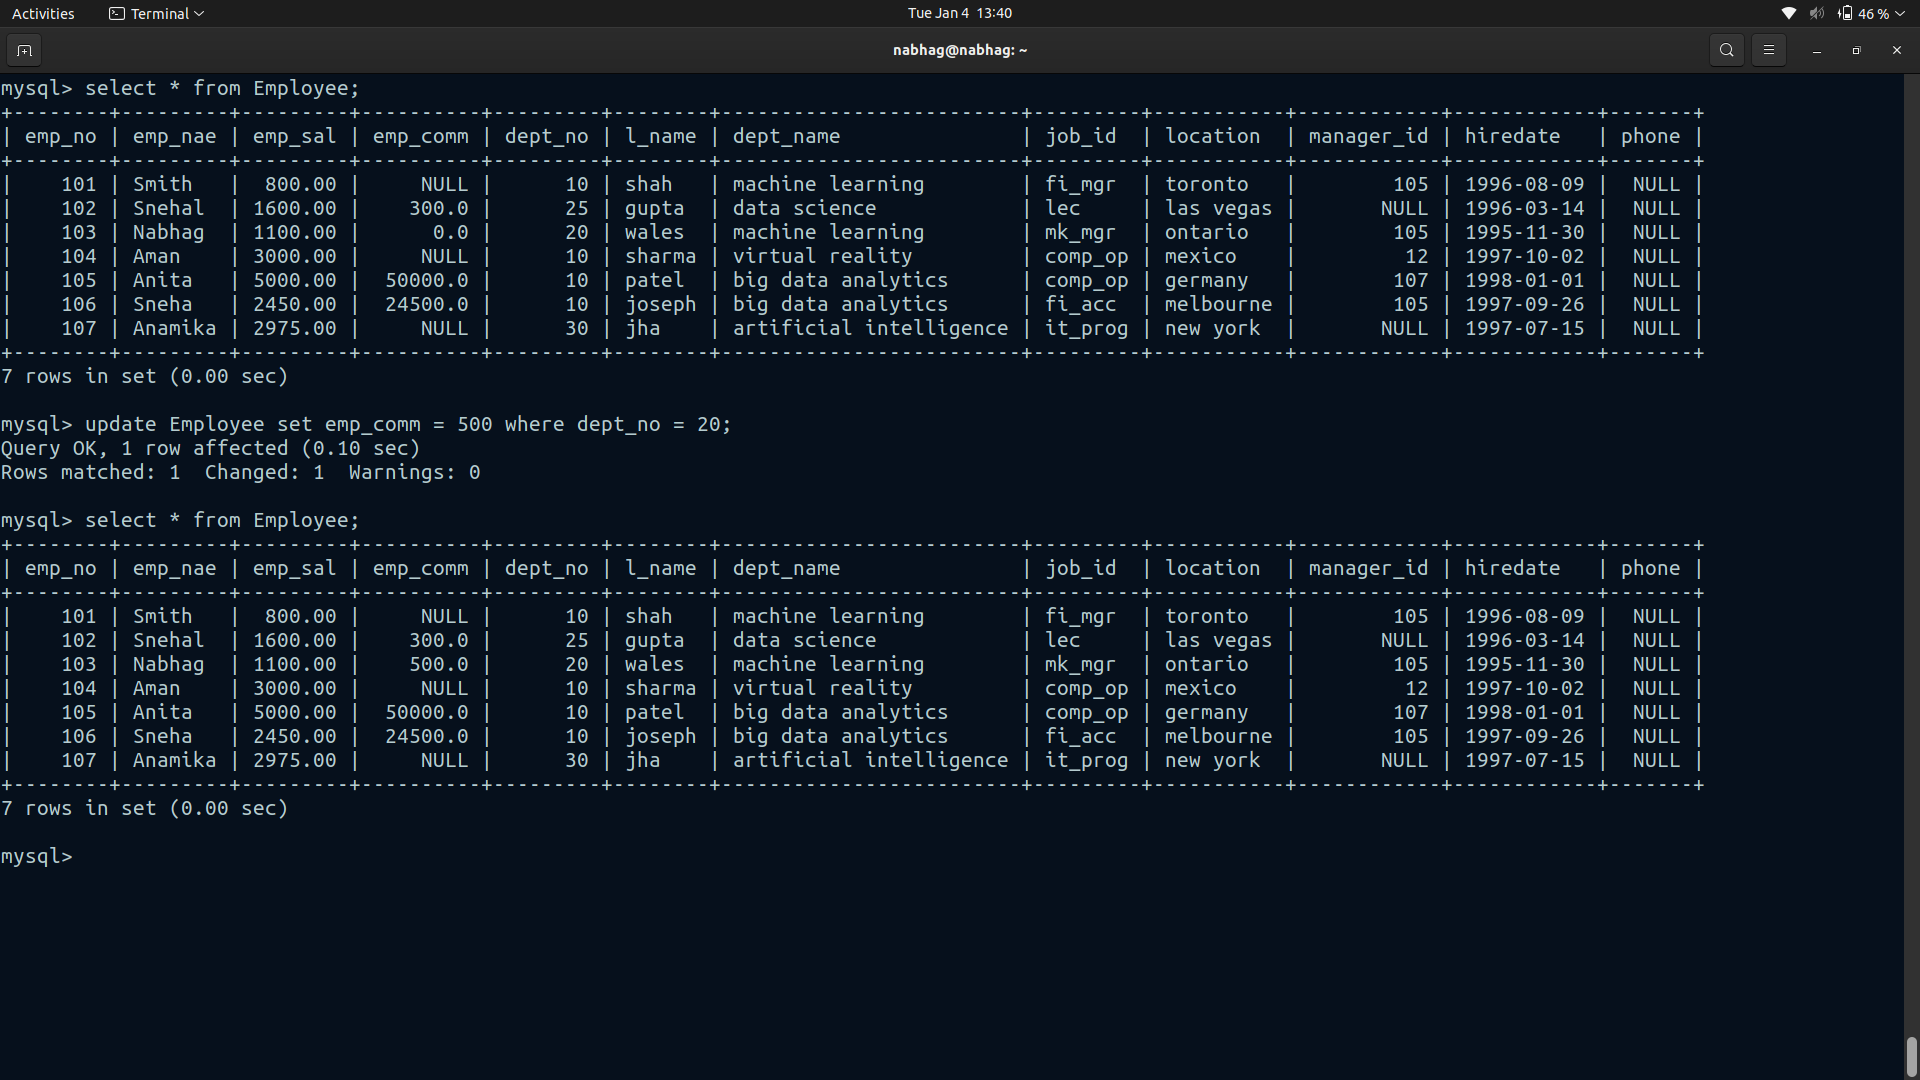 Activities Terminal Tue Jan 4 13:40 46 %
nabhag@nabhag: ~
mysql> select * from Employee;
+--------+---------+---------+----------+---------+--------+-------------------------+---------+-----------+------------+------------+-------+
| emp_no | emp_nae | emp_sal | emp_comm | dept_no | l_name | dept_name               | job_id  | location  | manager_id | hiredate   | phone |
+--------+---------+---------+----------+---------+--------+-------------------------+---------+-----------+------------+------------+-------+
|    101 | Smith   |  800.00 |     NULL |      10 | shah   | machine learning        | fi_mgr  | toronto   |        105 | 1996-08-09 |  NULL |
|    102 | Snehal  | 1600.00 |    300.0 |      25 | gupta  | data science            | lec     | las vegas |       NULL | 1996-03-14 |  NULL |
|    103 | Nabhag  | 1100.00 |      0.0 |      20 | wales  | machine learning        | mk_mgr  | ontario   |        105 | 1995-11-30 |  NULL |
|    104 | Aman    | 3000.00 |     NULL |      10 | sharma | virtual reality         | comp_op | mexico    |         12 | 1997-10-02 |  NULL |
|    105 | Anita   | 5000.00 |  50000.0 |      10 | patel  | big data analytics      | comp_op | germany   |        107 | 1998-01-01 |  NULL |
|    106 | Sneha   | 2450.00 |  24500.0 |      10 | joseph | big data analytics      | fi_acc  | melbourne |        105 | 1997-09-26 |  NULL |
|    107 | Anamika | 2975.00 |     NULL |      30 | jha    | artificial intelligence | it_prog | new york  |       NULL | 1997-07-15 |  NULL |
+--------+---------+---------+----------+---------+--------+-------------------------+---------+-----------+------------+------------+-------+
7 rows in set (0.00 sec)
mysql> update Employee set emp_comm = 500 where dept_no = 20;
Query OK, 1 row affected (0.10 sec)
Rows matched: 1  Changed: 1  Warnings: 0
mysql> select * from Employee;
+--------+---------+---------+----------+---------+--------+-------------------------+---------+-----------+------------+------------+-------+
| emp_no | emp_nae | emp_sal | emp_comm | dept_no | l_name | dept_name               | job_id  | location  | manager_id | hiredate   | phone |
+--------+---------+---------+----------+---------+--------+-------------------------+---------+-----------+------------+------------+-------+
|    101 | Smith   |  800.00 |     NULL |      10 | shah   | machine learning        | fi_mgr  | toronto   |        105 | 1996-08-09 |  NULL |
|    102 | Snehal  | 1600.00 |    300.0 |      25 | gupta  | data science            | lec     | las vegas |       NULL | 1996-03-14 |  NULL |
|    103 | Nabhag  | 1100.00 |    500.0 |      20 | wales  | machine learning        | mk_mgr  | ontario   |        105 | 1995-11-30 |  NULL |
|    104 | Aman    | 3000.00 |     NULL |      10 | sharma | virtual reality         | comp_op | mexico    |         12 | 1997-10-02 |  NULL |
|    105 | Anita   | 5000.00 |  50000.0 |      10 | patel  | big data analytics      | comp_op | germany   |        107 | 1998-01-01 |  NULL |
|    106 | Sneha   | 2450.00 |  24500.0 |      10 | joseph | big data analytics      | fi_acc  | melbourne |        105 | 1997-09-26 |  NULL |
|    107 | Anamika | 2975.00 |     NULL |      30 | jha    | artificial intelligence | it_prog | new york  |       NULL | 1997-07-15 |  NULL |
+--------+---------+---------+----------+---------+--------+-------------------------+---------+-----------+------------+------------+-------+
7 rows in set (0.00 sec)
mysql>